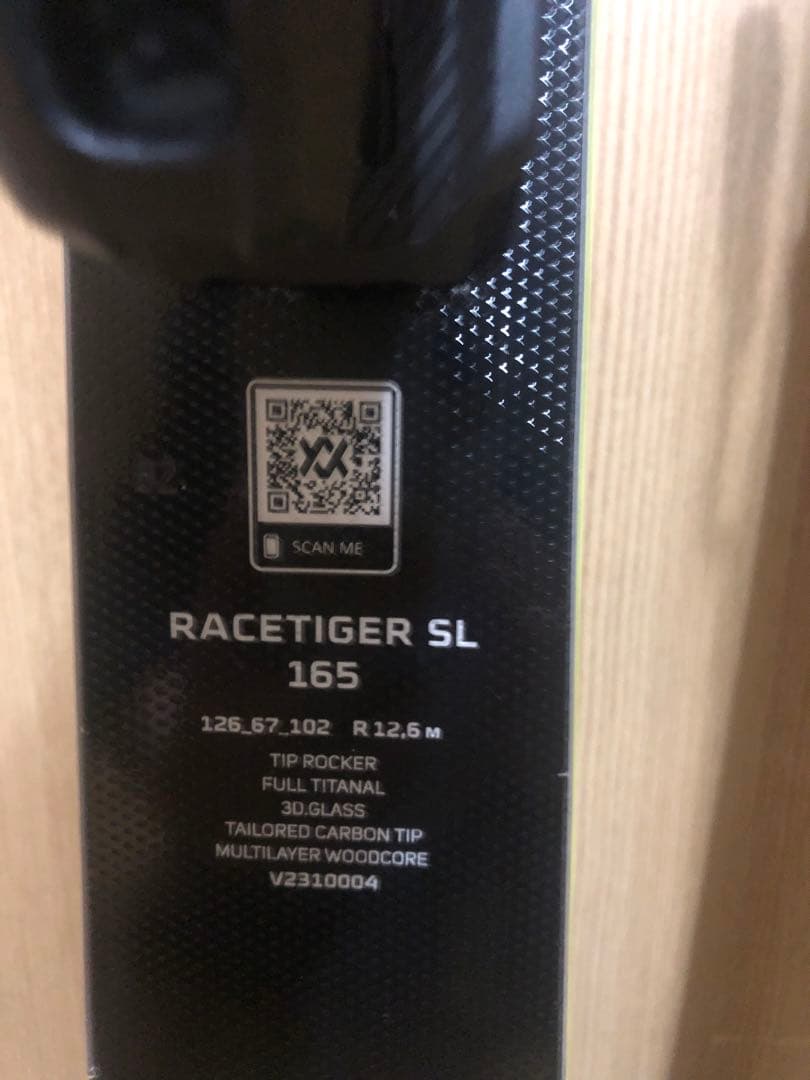 SCAN ME
RACETIGER SL
165
126_67_102 R 12,6 M
TIP ROCKER
FULL TITANAL
3D.GLASS
TAILORED CARBON TIP
MULTILAYER WOODCORE
V2310004